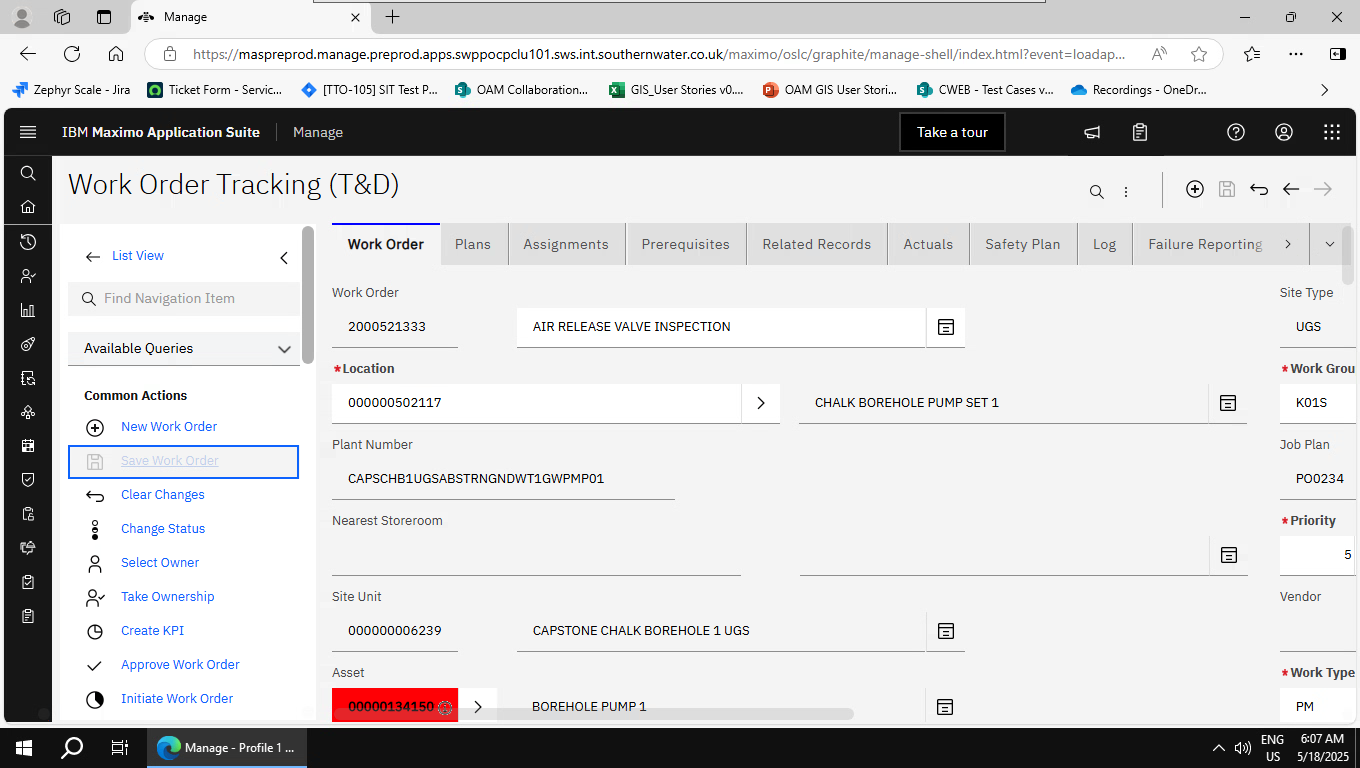 Manage
https://maspreprod.manage.preprod.apps.swppocpclu101.sws.int.southernwater.co.uk/maximo/oslc/graphite/manage-shell/index.html?event=loadap...
Zephyr Scale - Jira
Ticket Form - Servic...
[TTO-105] SIT Test P...
OAM Collaboration...
GIS_User Stories v0....
OAM GIS User Stori...
CWEB - Test Cases v...
Recordings - OneDr...
IBM Maximo Application Suite
Manage
Take a tour
Work Order Tracking (T&D)
List View
Find Navigation Item
Available Queries
Common Actions
New Work Order
Save Work Order
Clear Changes
Change Status
Select Owner
Take Ownership
Create KPI
Approve Work Order
Initiate Work Order
Work Order
Plans
Assignments
Prerequisites
Related Records
Actuals
Safety Plan
Log
Failure Reporting
Work Order
Site Type
2000521333
AIR RELEASE VALVE INSPECTION
UGS
*Location
*Work Grou
000000502117
CHALK BOREHOLE PUMP SET 1
K01S
Plant Number
Job Plan
CAPSCHB1UGSABSTRNGNDWT1GWPMP01
PO0234
Nearest Storeroom
*Priority
5
Site Unit
Vendor
000000006239
CAPSTONE CHALK BOREHOLE 1 UGS
Asset
*Work Type
00000134150
BOREHOLE PUMP 1
PM
Manage - Profile 1 ...
ENG
US
6:07 AM
5/18/2025